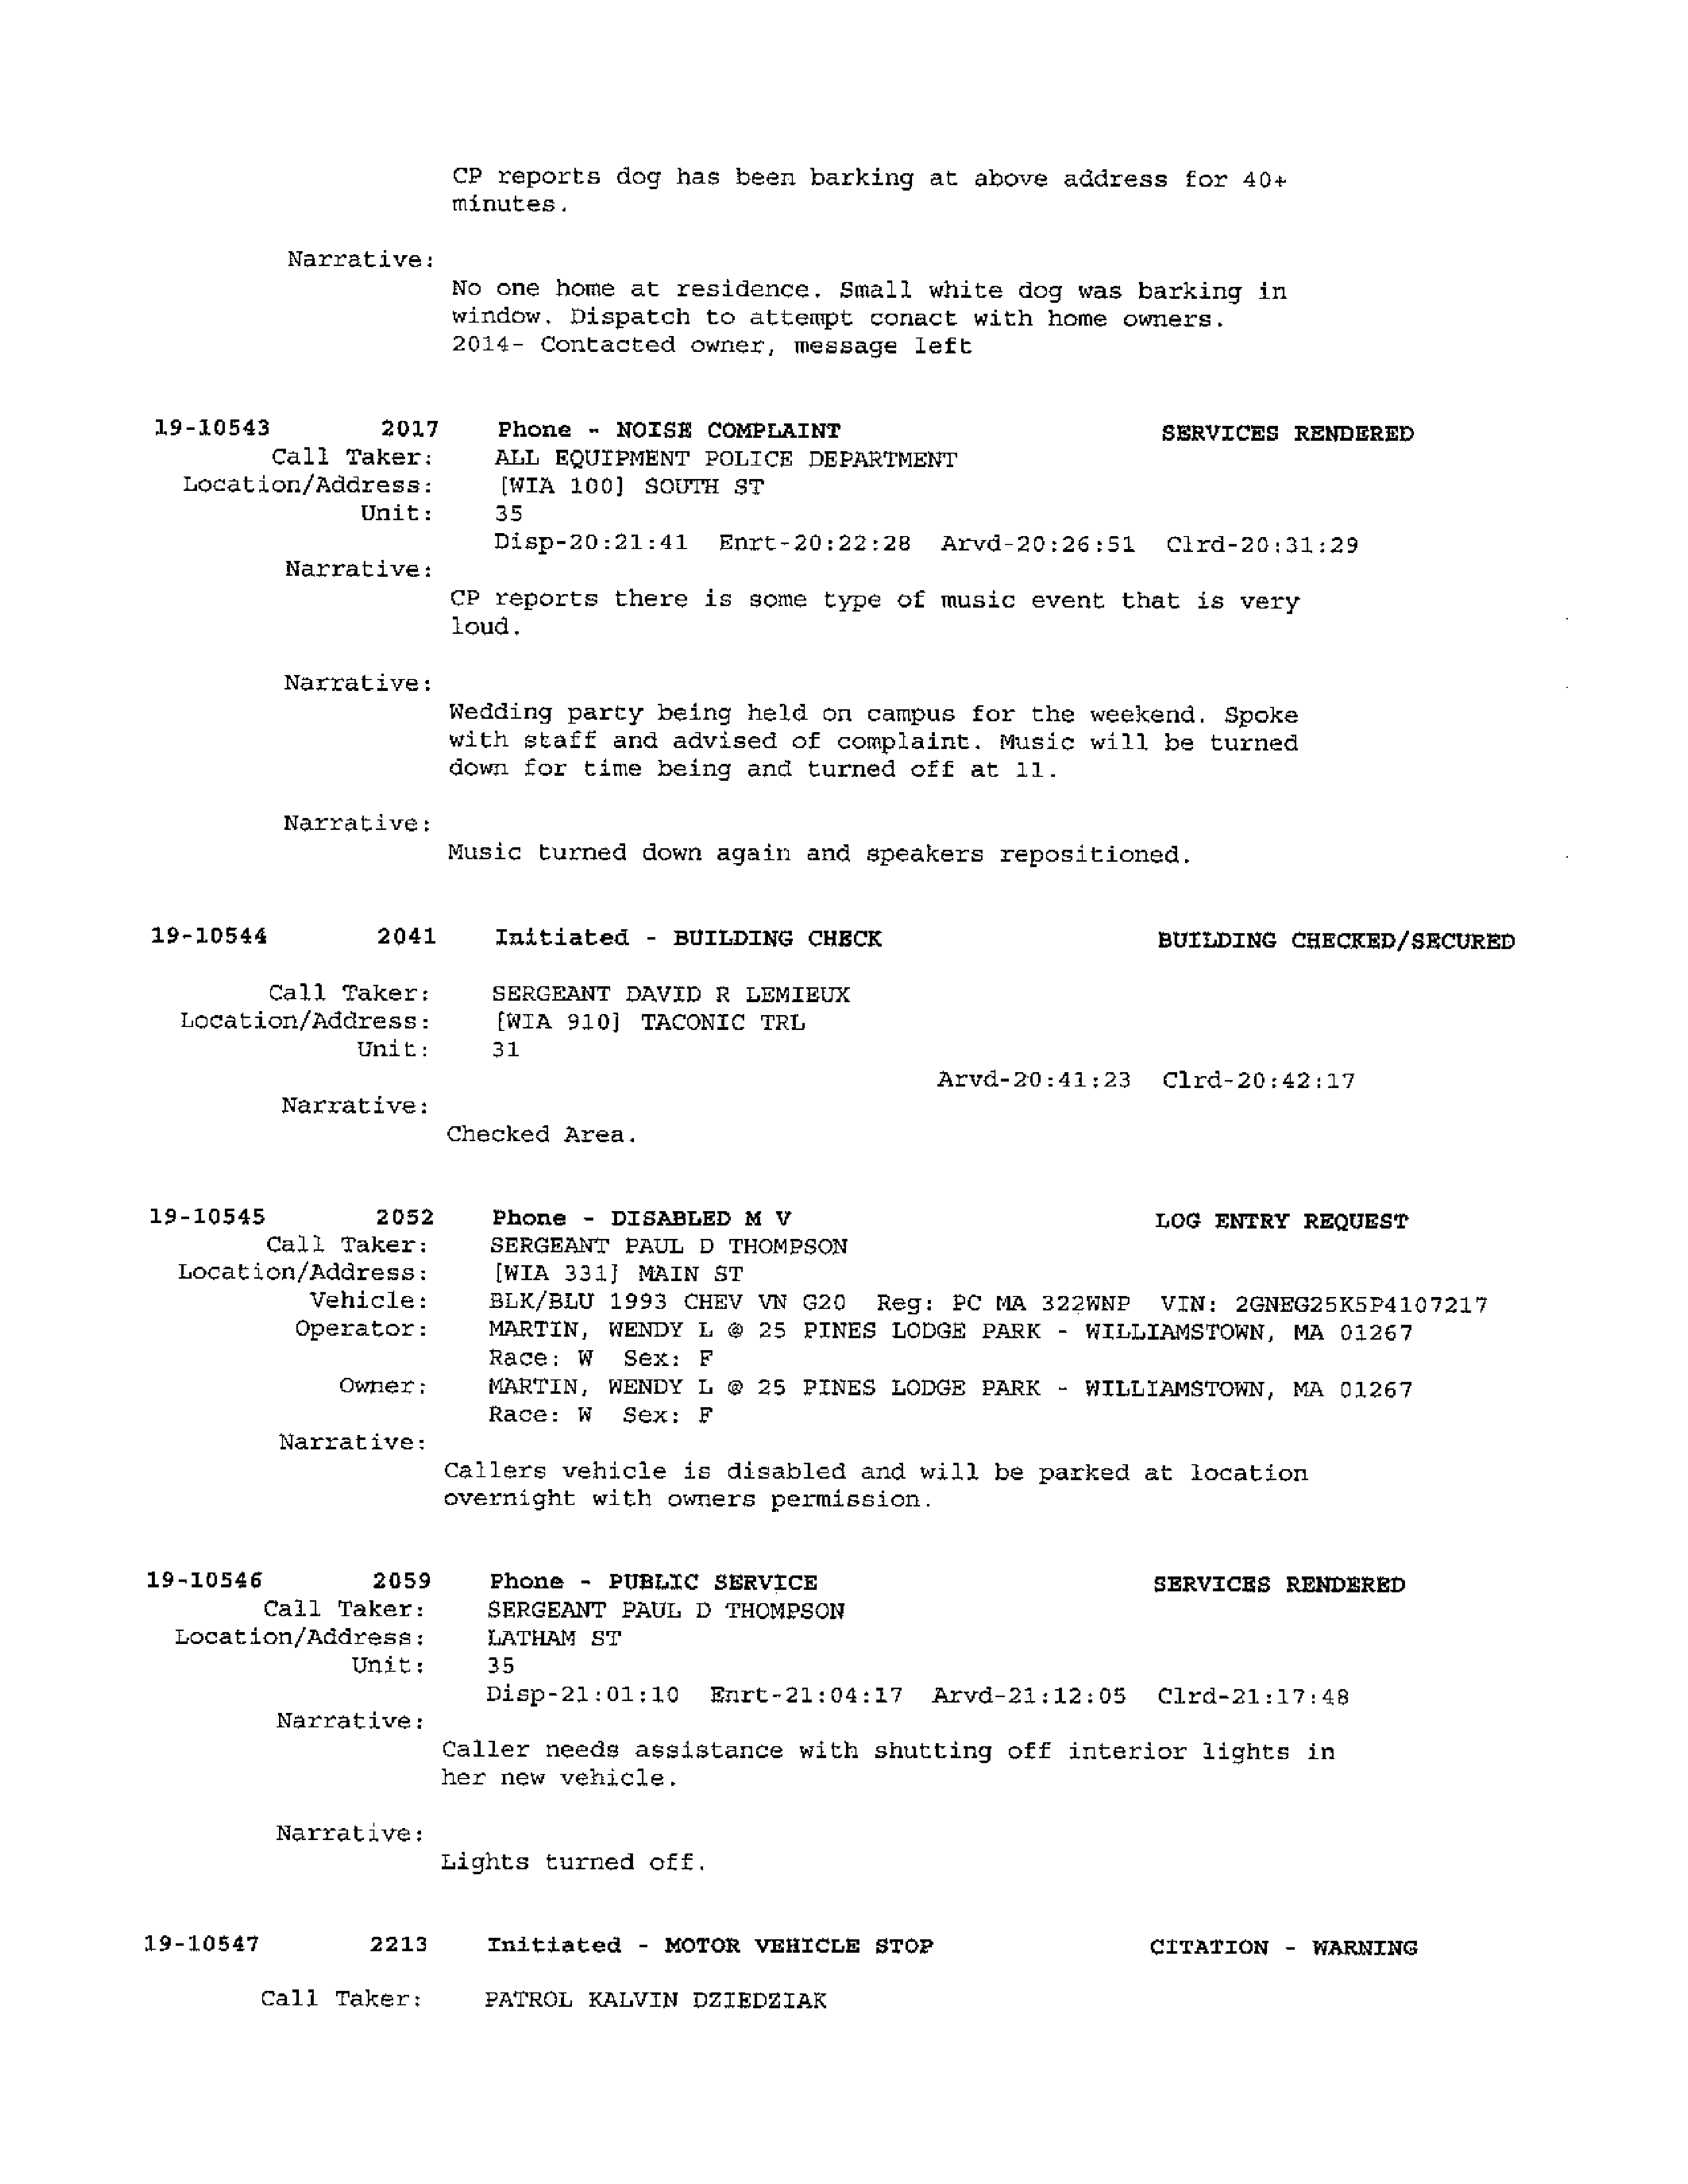 CP reports dog has been barking at above address for 40+
minutes.
Narrative:
No one home at residence. Small white dog was barking in
window. Dispatch to attempt conact with home owners.
2014- Contacted owner, message left
19-10543 2017 Phone - NOISE COMPLAINT SERVICES RENDERED
Call Taker: ALL EQUIPMENT POLICE DEPARTMENT
Location/Address: [WIA 100] SOUTH ST
Unit: 35
Disp-20:21:41 Enrt-20:22:28 Arvd-20:26:51 Clrd-20:31:29
Narrative:
CP reports there is some type of music event that is very
loud.
Narrative:
Wedding party being held on campus for the weekend. Spoke
with staff and advised of complaint. Music will be turned
down for time being and turned off at 11.
Narrative:
Music turned down again and speakers repositioned.
19-10544 2041 Initiated - BUILDING CHECK BUILDING CHECKED/SECURED
Call Taker: SERGEANT DAVID R LEMIEUX
Location/Address: [WIA 910] TACONIC TRL
Unit: 31
Arvd-20:41:23 Clrd-20:42:17
Narrative:
Checked Area.
19-10545 2052 Phone - DISABLED M V LOG ENTRY REQUEST
Call Taker: SERGEANT PAUL D THOMPSON
Location/Address: [WIA 331] MAIN ST
Vehicle: BLK/BLU 1993 CHEV VN G20 Reg: PC MA 322WNP VIN: 2GNEG25K5P4107217
Operator: MARTIN, WENDY L @ 25 PINES LODGE PARK - WILLIAMSTOWN, MA 01267
Race: W Sex: F
Owner: MARTIN, WENDY L @ 25 PINES LODGE PARK - WILLIAMSTOWN, MA 01267
Race: W Sex: F
Narrative:
Callers vehicle is disabled and will be parked at location
overnight with owners permission.
19-10546 2059 Phone - PUBLIC SERVICE SERVICES RENDERED
Call Taker: SERGEANT PAUL D THOMPSON
Location/Address: LATHAM ST
Unit: 35
Disp-21:01:10 Enrt-21:04:17 Arvd-21:12:05 Clrd-21:17:48
Narrative:
Caller needs assistance with shutting off interior lights in
her new vehicle.
Narrative:
Lights turned off.
19-10547 2213 Initiated - MOTOR VEHICLE STOP CITATION - WARNING
Call Taker: PATROL KALVIN DZIEDZIAK